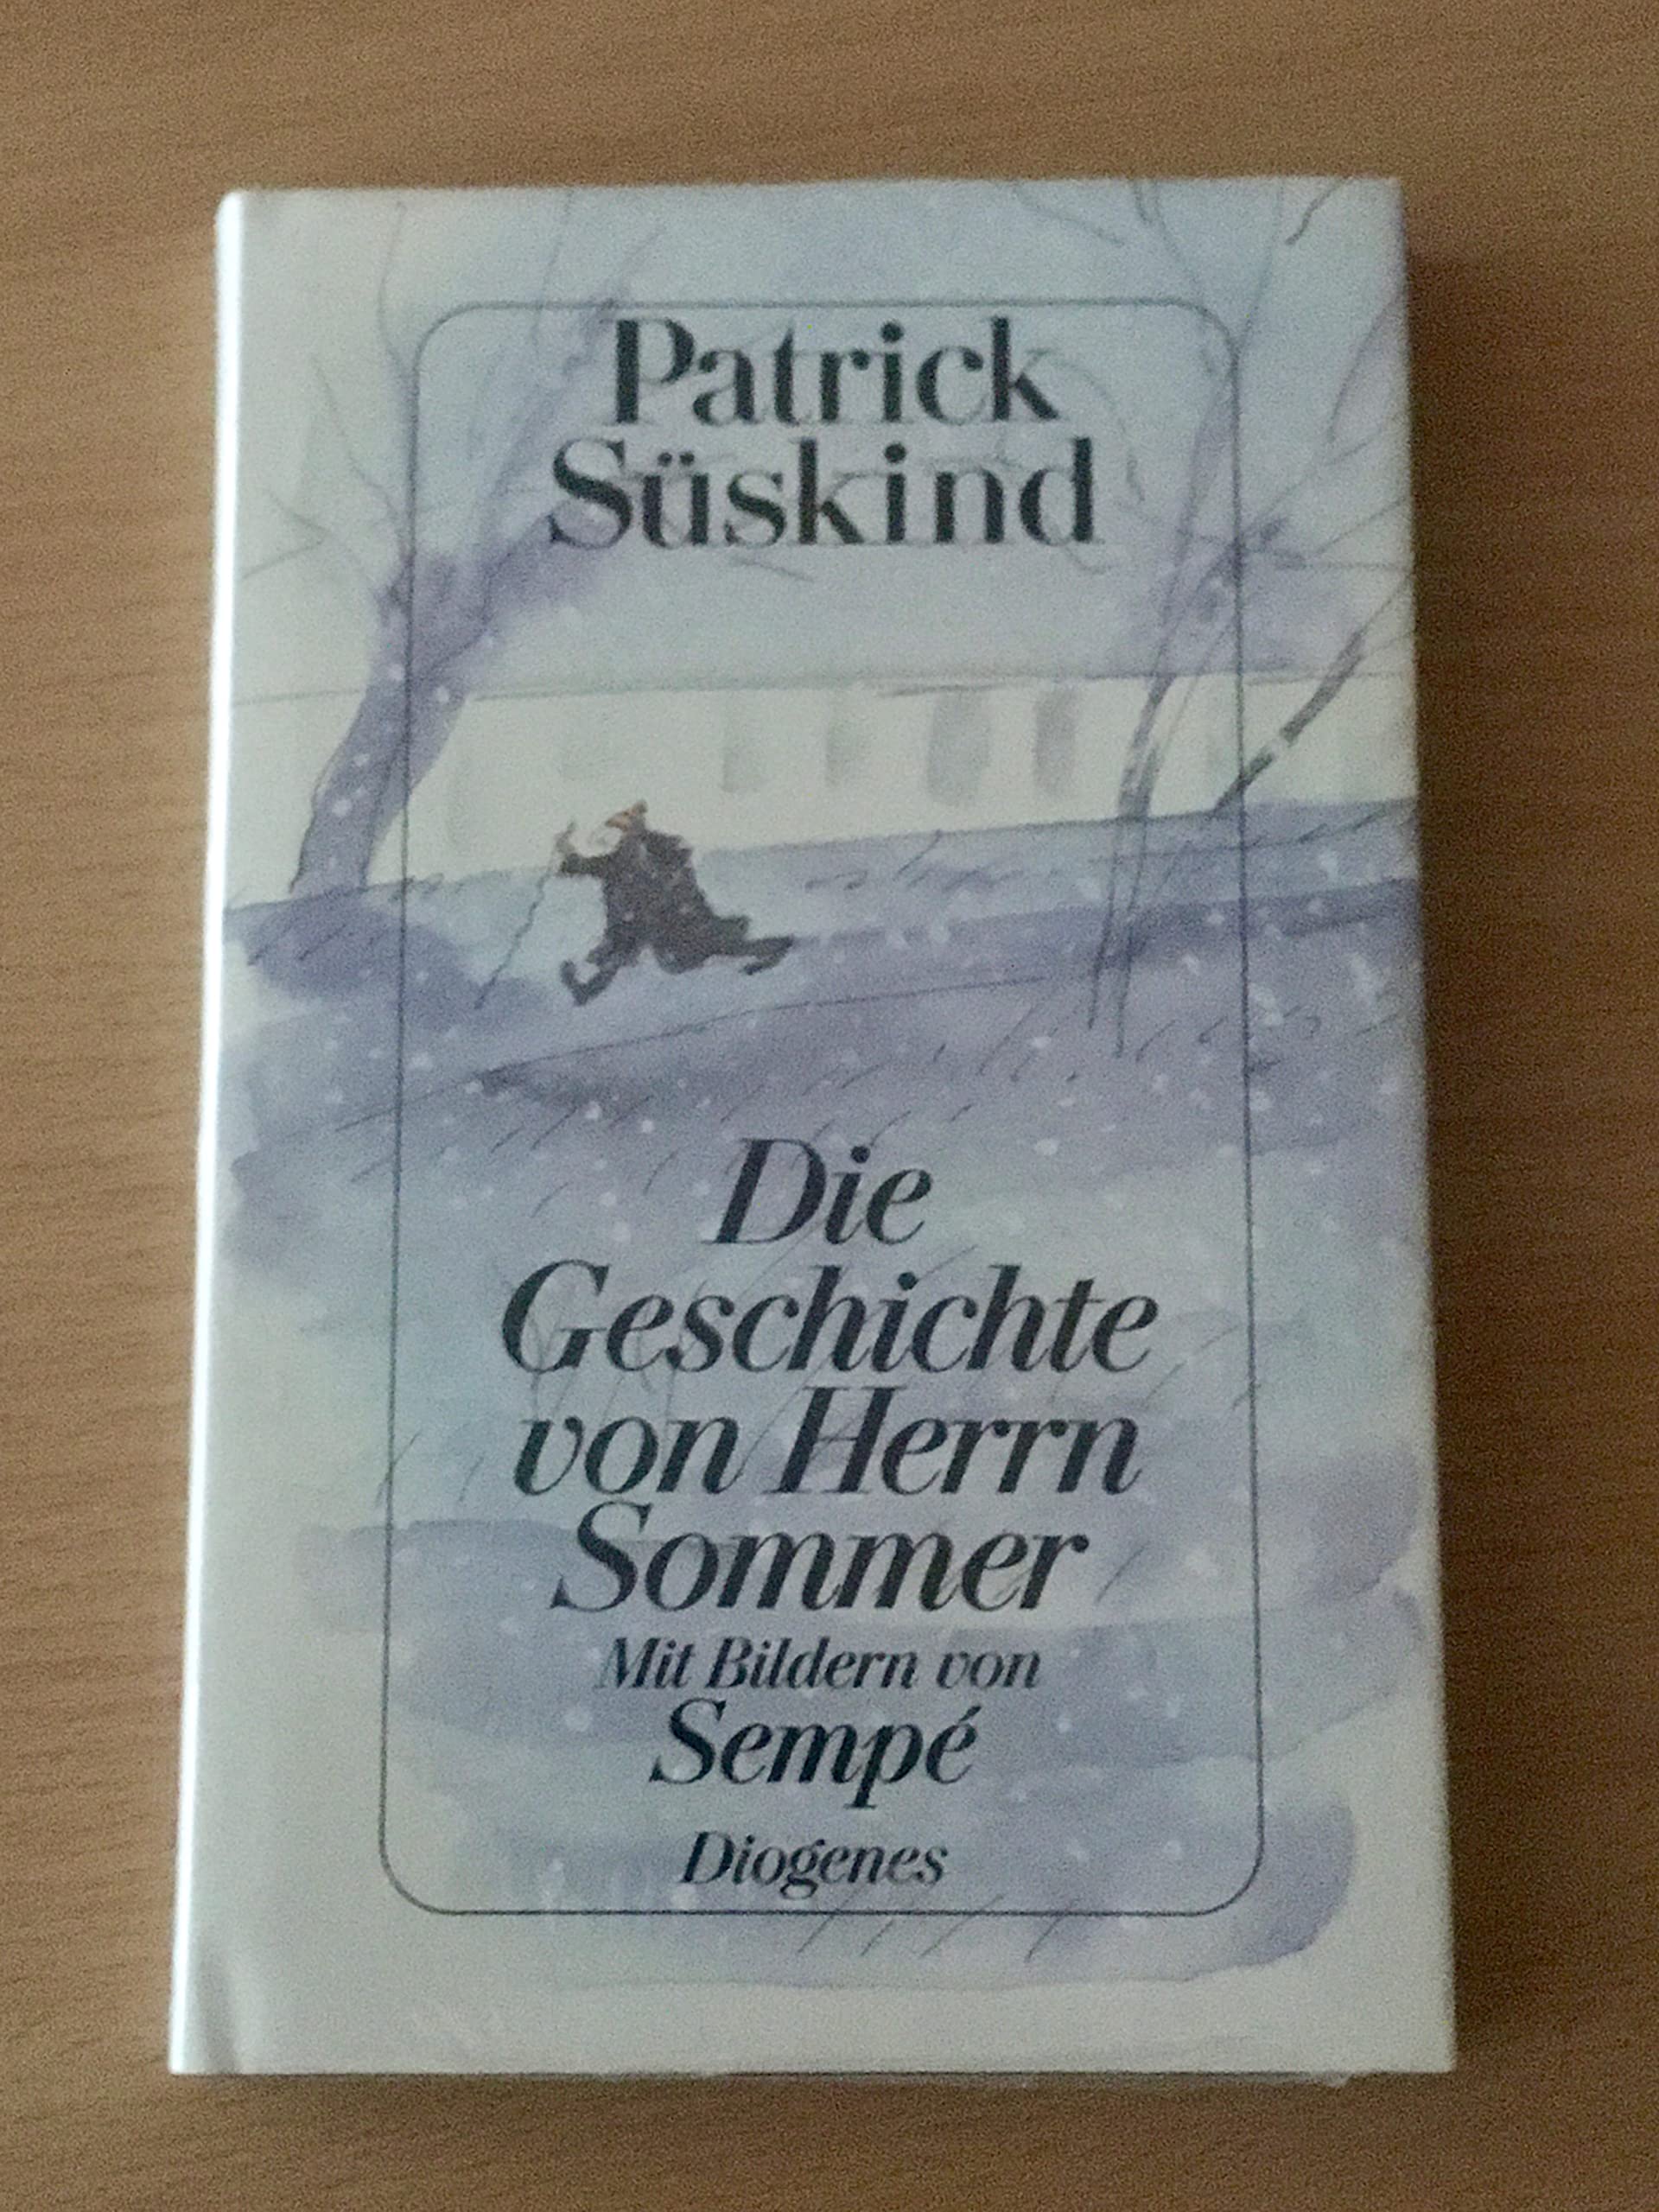 Patrick
Süskind
Die
Geschichte
von Herrn
Sommer
Mit Bildern von
Sempé
Diogenes